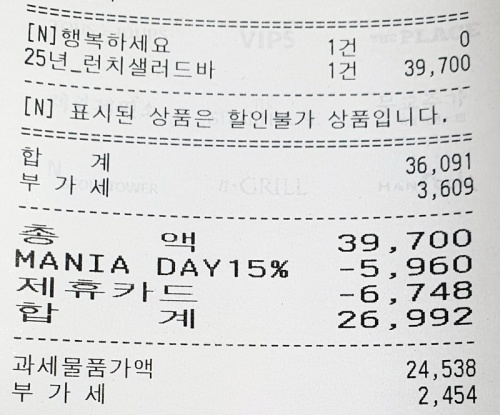 [N]행복하세요 1건 0
25년_런치샐러드바 1건 39,700
[N] 표시된 상품은 할인불가 상품입니다.
합 계 36,091
부 가 세 3,609
총 액 39,700
MANIA DAY15% -5,960
제휴카드 -6,748
합 계 26,992
과세물품가액 24,538
부 가 세 2,454